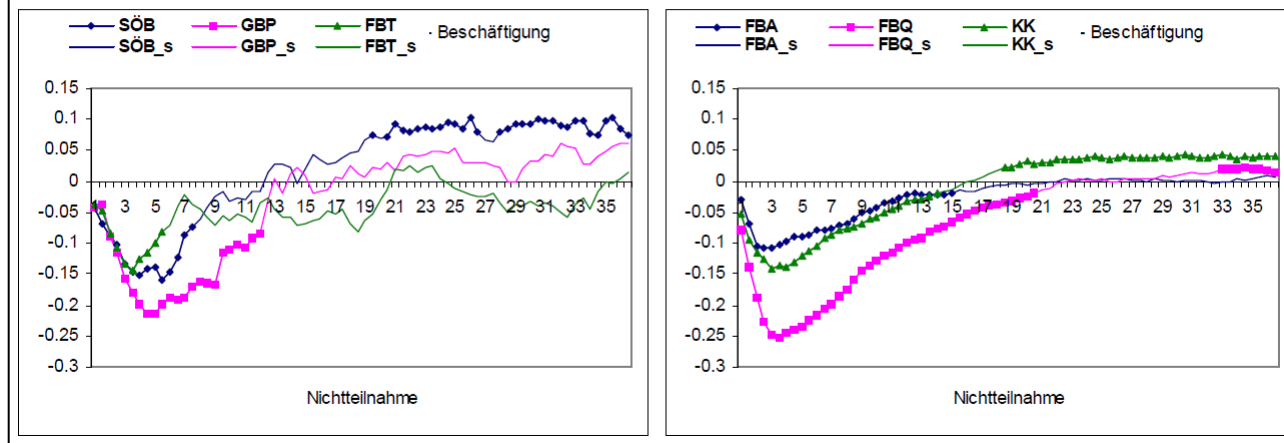 SÖB GBP FBT
SÖB_s GBP_s FBT_s - Beschäftigung
0.15
0.1
0.05
0
-0.05
-0.1
-0.15
-0.2
-0.25
-0.3
3 5 7 9 11 13 15 17 19 21 23 25 27 29 31 33 35
Nichtteilnahme
FBA FBQ KK
FBA_s FBQ_s KK_s - Beschäftigung
0.15
0.1
0.05
0
-0.05
-0.1
-0.15
-0.2
-0.25
-0.3
3 5 7 9 11 13 15 17 19 21 23 25 27 29 31 33 35
Nichtteilnahme